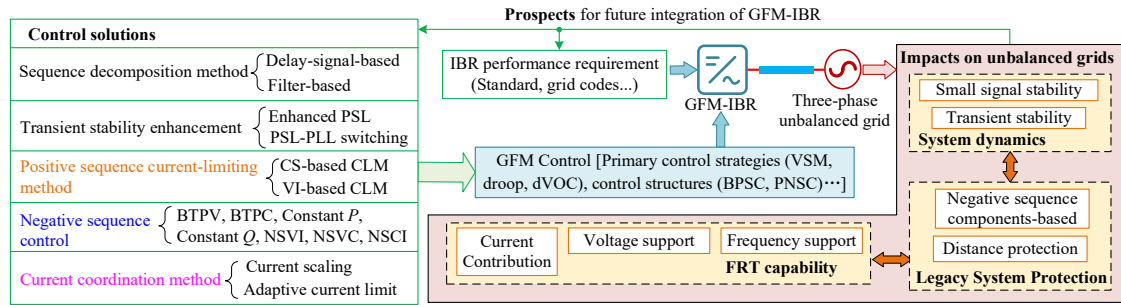 Prospects for future integration of GFM-IBR
Control solutions
Sequence decomposition method
Delay-signal-based
Filter-based
Transient stability enhancement
Enhanced PSL
PSL-PLL switching
Positive sequence current-limiting
method
CS-based CLM
VI-based CLM
Negative sequence
control
BTPV, BTPC, Constant P,
Constant Q, NSVI, NSVC, NSCI
Current coordination method
Current scaling
Adaptive current limit
IBR performance requirement
(Standard, grid codes...)
GFM-IBR
Three-phase
unbalanced grid
GFM Control [Primary control strategies (VSM,
droop, dVOC), control structures (BPSC, PNSC)⋯]
Impacts on unbalanced grids
Small signal stability
Transient stability
System dynamics
Negative sequence
components-based
Distance protection
Legacy System Protection
Current
Contribution
Voltage support
Frequency support
FRT capability